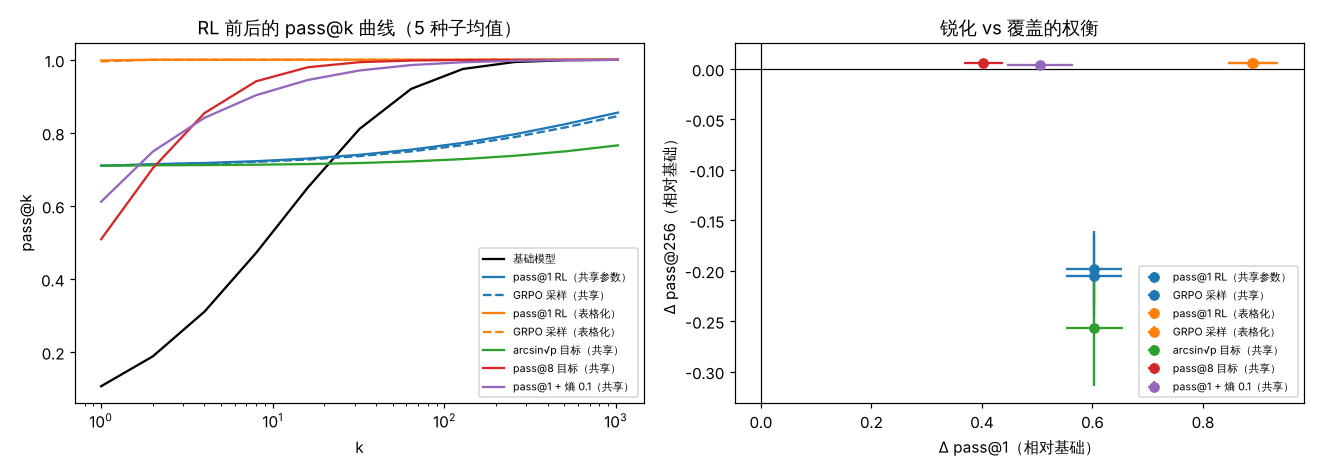 RL 前后的 pass@k 曲线（5 种子均值）
pass@k
1.0
0.8
0.6
0.4
0.2
10⁰
10¹
10²
10³
k
基础模型
pass@1 RL（共享参数）
GRPO 采样（共享）
pass@1 RL（表格化）
GRPO 采样（表格化）
arcsin√p 目标（共享）
pass@8 目标（共享）
pass@1 + 熵 0.1（共享）
锐化 vs 覆盖的权衡
Δ pass@256（相对基础）
0.00
-0.05
-0.10
-0.15
-0.20
-0.25
-0.30
0.0
0.2
0.4
0.6
0.8
Δ pass@1（相对基础）
pass@1 RL（共享参数）
GRPO 采样（共享）
pass@1 RL（表格化）
GRPO 采样（表格化）
arcsin√p 目标（共享）
pass@8 目标（共享）
pass@1 + 熵 0.1（共享）